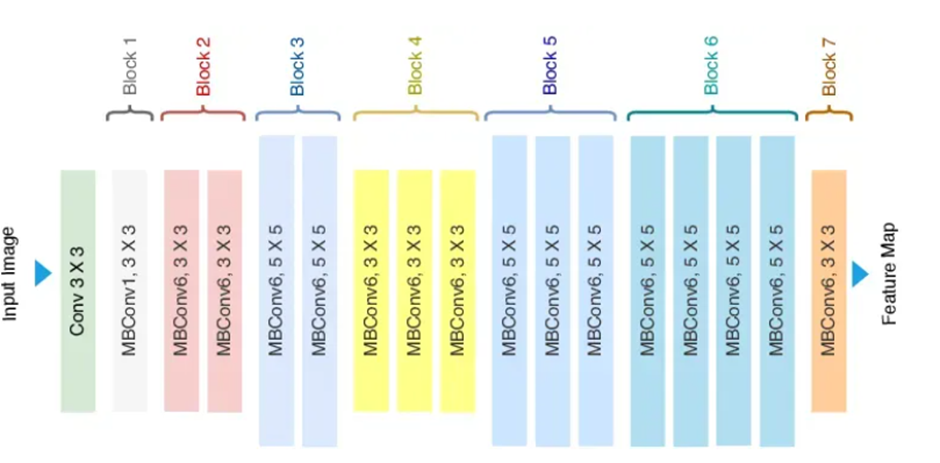 Block 1
Block 2
Block 3
Block 4
Block 5
Block 6
Block 7
Input Image
Conv 3 X 3
MBConv1, 3 X 3
MBConv6, 3 X 3
MBConv6, 3 X 3
MBConv6, 5 X 5
MBConv6, 5 X 5
MBConv6, 3 X 3
MBConv6, 3 X 3
MBConv6, 3 X 3
MBConv6, 5 X 5
MBConv6, 5 X 5
MBConv6, 5 X 5
MBConv6, 5 X 5
MBConv6, 5 X 5
MBConv6, 5 X 5
MBConv6, 5 X 5
MBConv6, 3 X 3
Feature Map